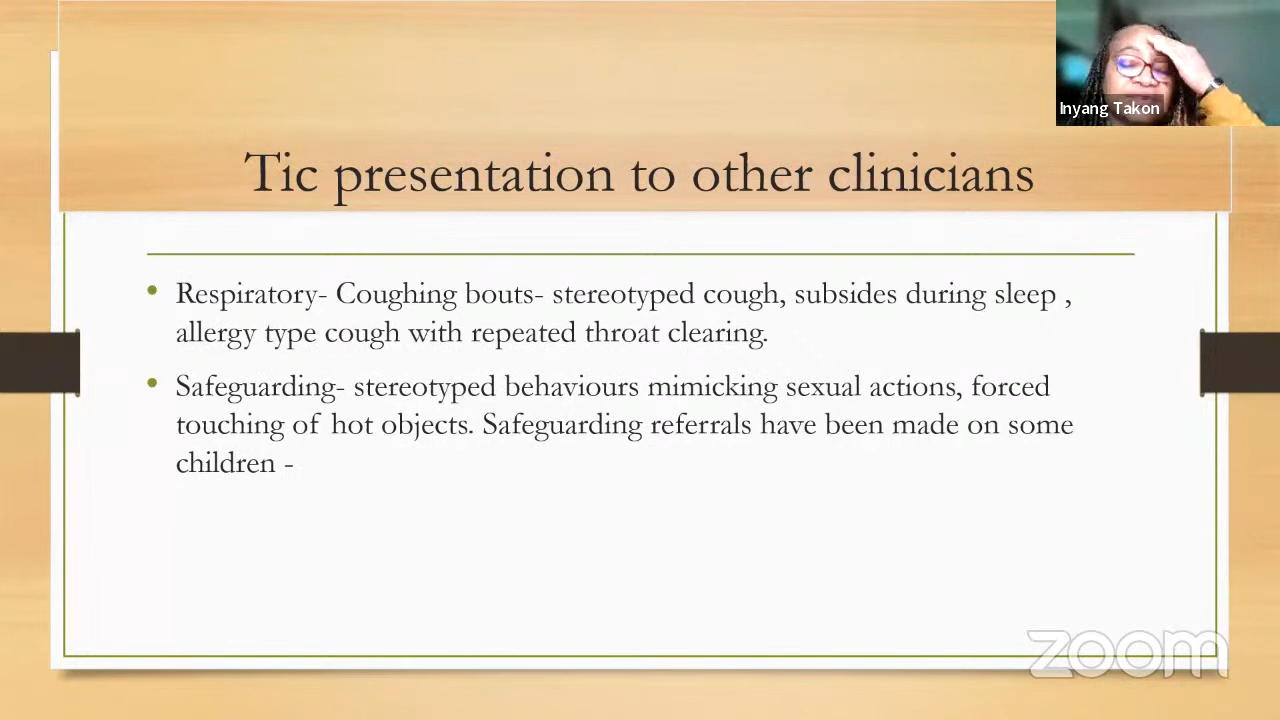 Inyang Takon
Tic presentation to other clinicians
• Respiratory- Coughing bouts- stereotyped cough, subsides during sleep ,
allergy type cough with repeated throat clearing.
• Safeguarding- stereotyped behaviours mimicking sexual actions, forced
touching of hot objects. Safeguarding referrals have been made on some
children -
zoom